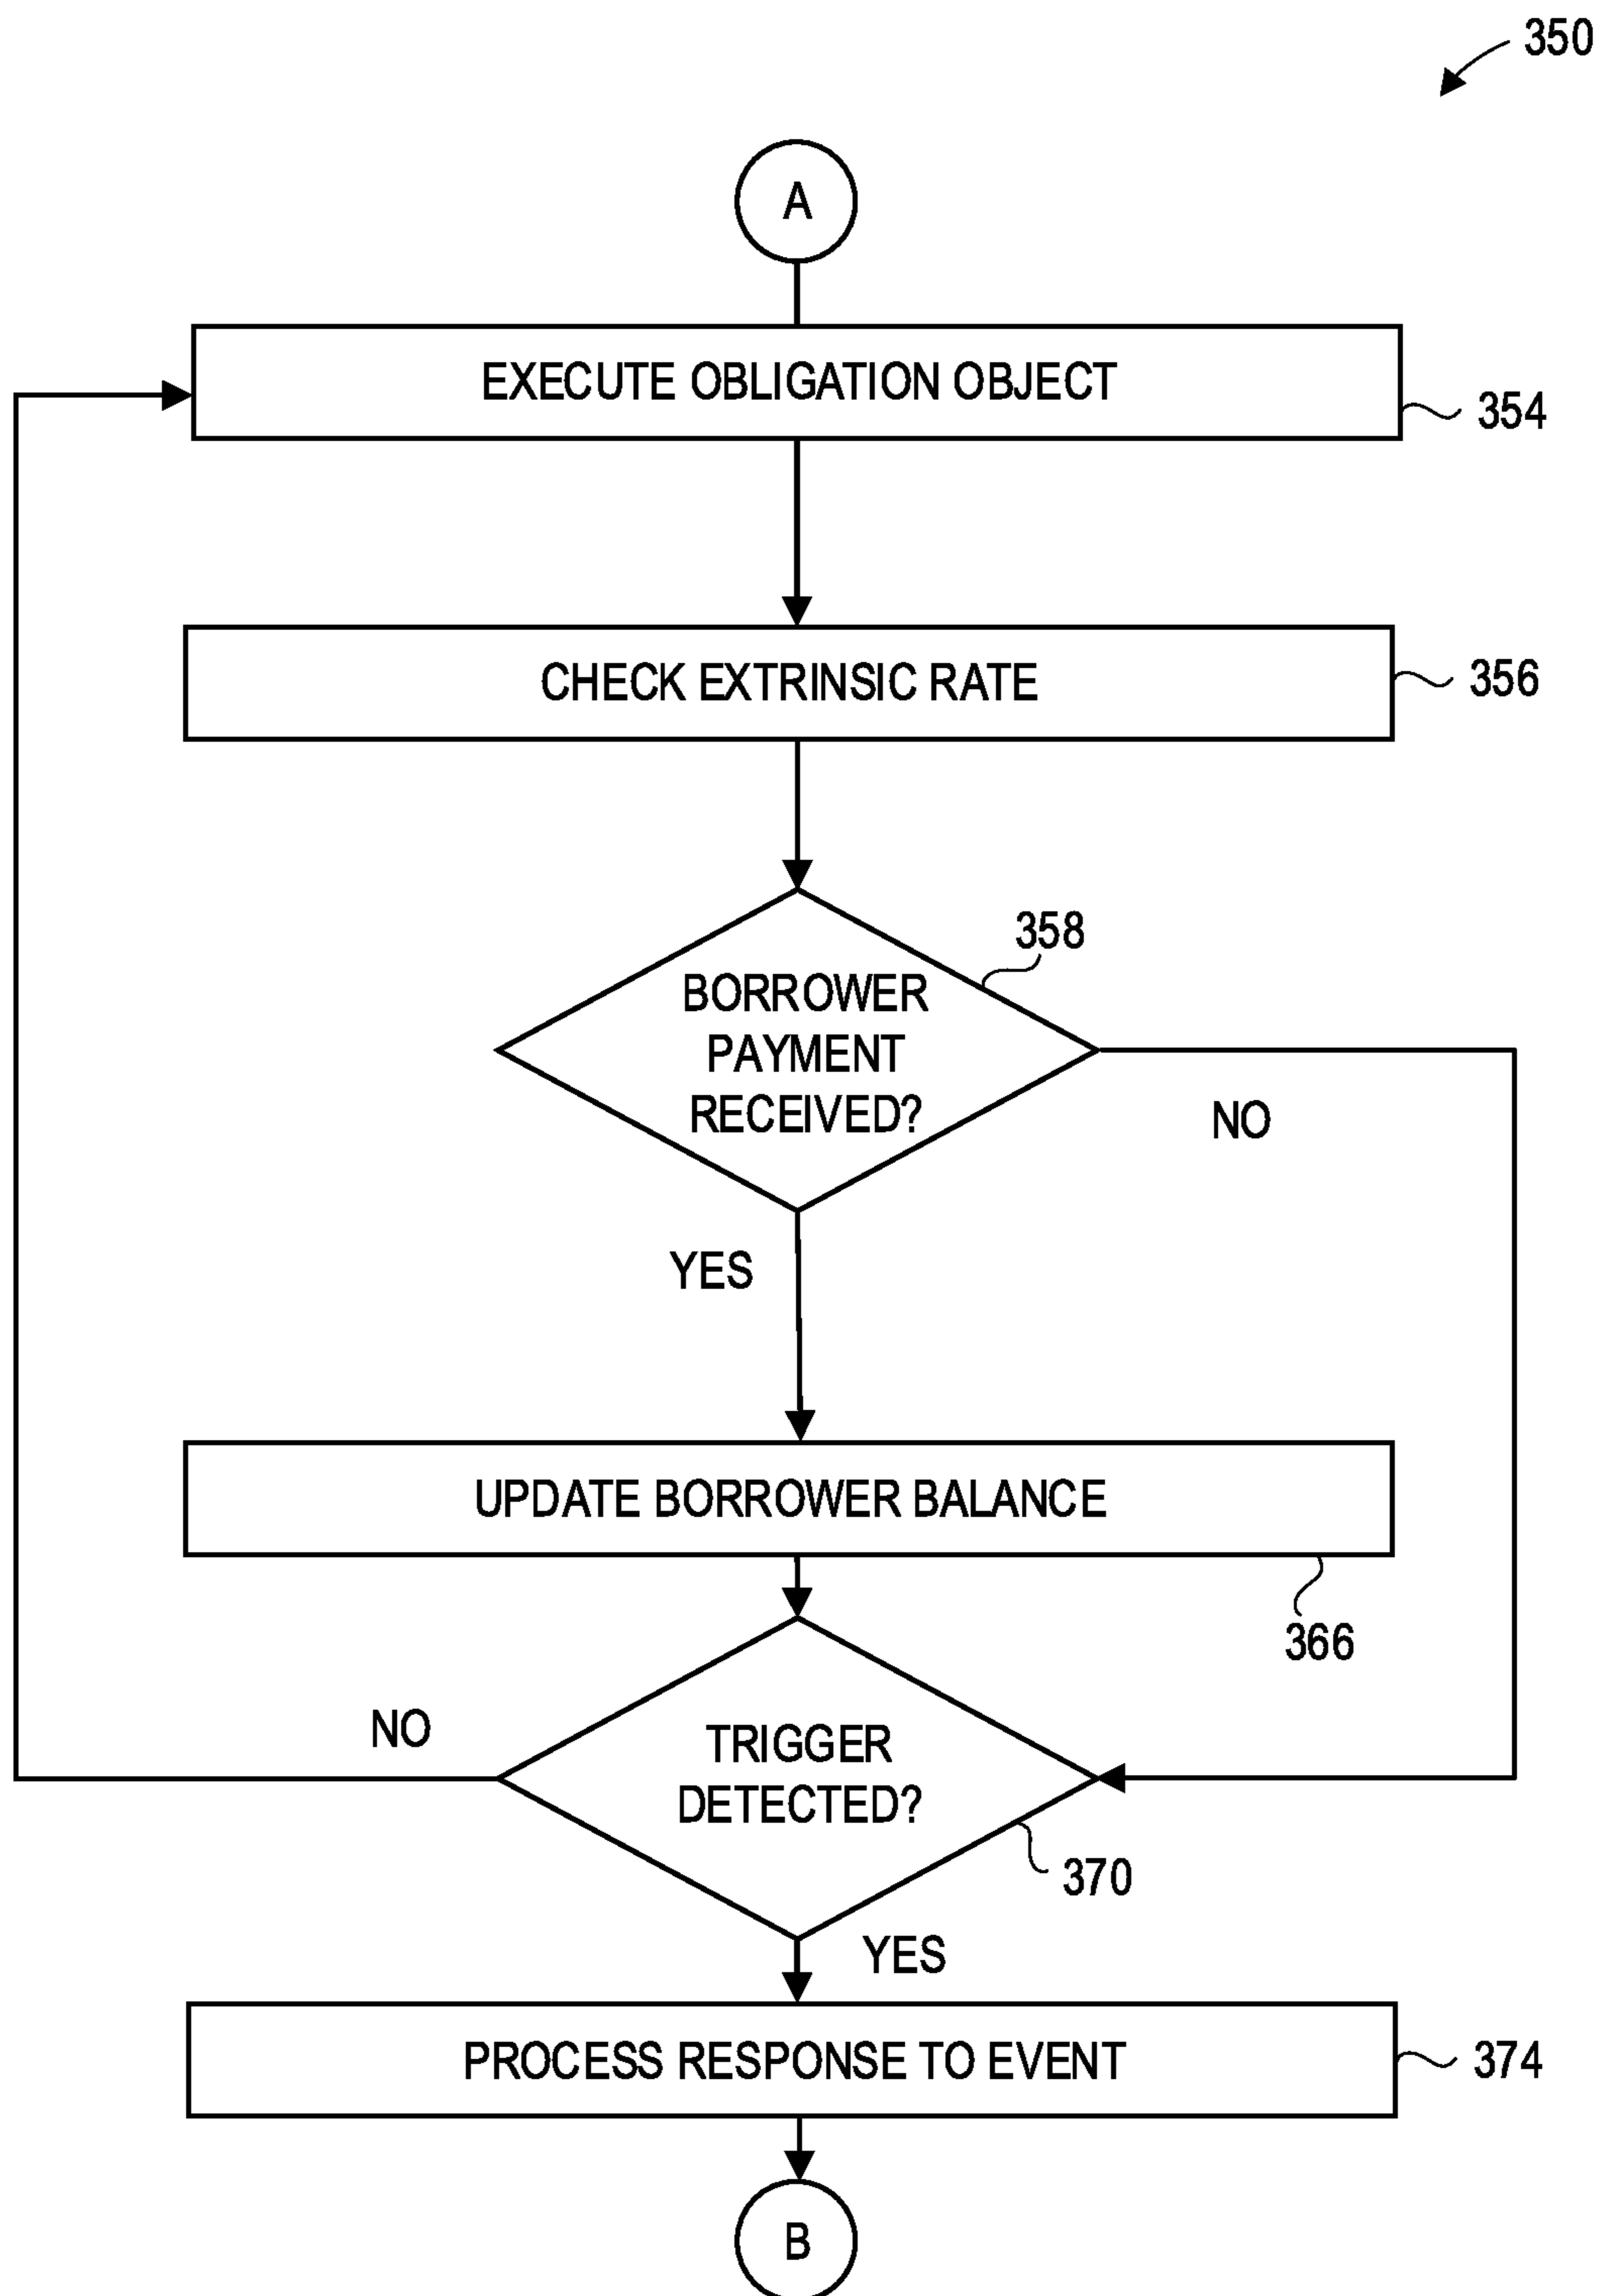 350
A
EXECUTE OBLIGATION OBJECT
354
CHECK EXTRINSIC RATE
356
358
BORROWER
PAYMENT
RECEIVED?
NO
YES
UPDATE BORROWER BALANCE
366
NO
TRIGGER
DETECTED?
370
YES
PROCESS RESPONSE TO EVENT
374
B